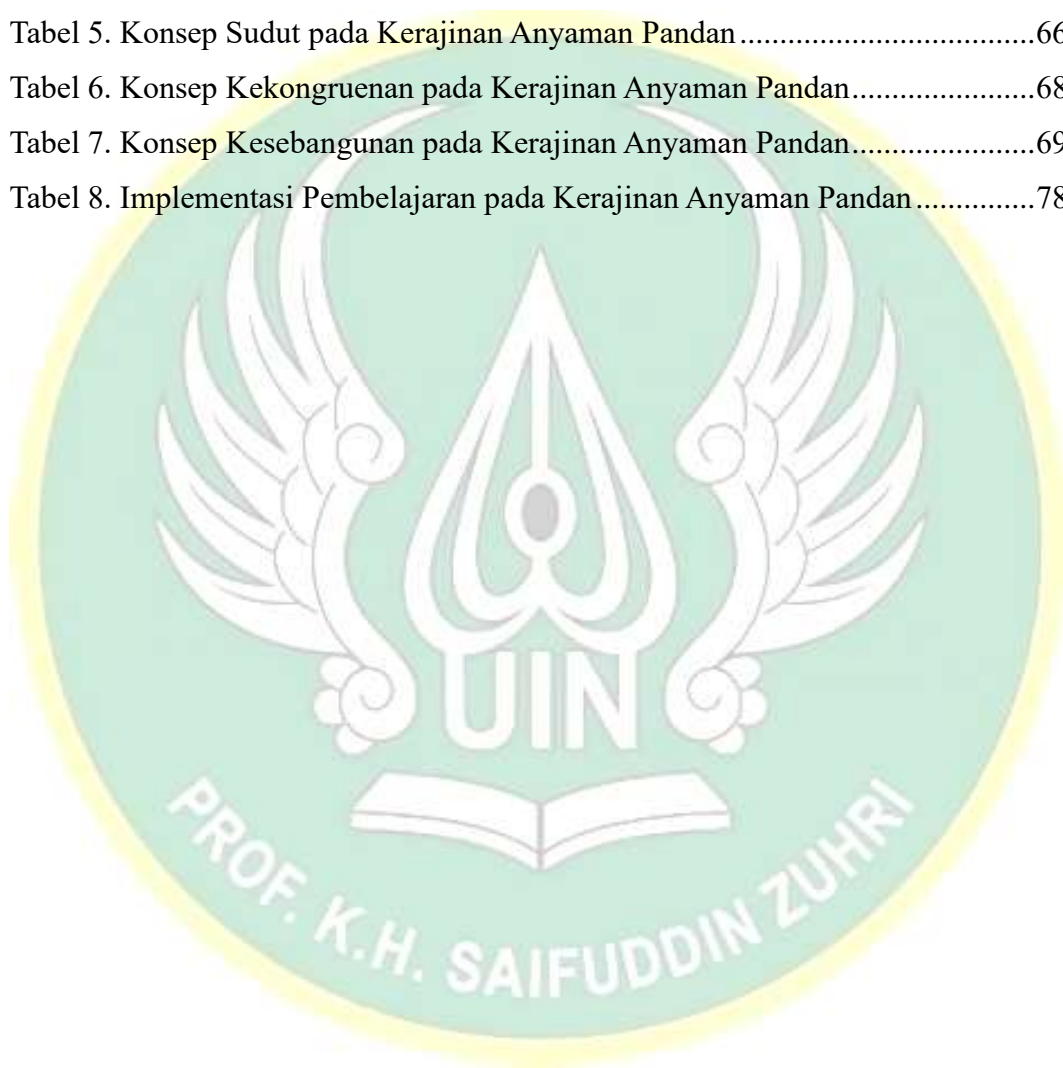 Tabel 5. Konsep Sudut pada Kerajinan Anyaman Pandan..................................66
Tabel 6. Konsep Kekongruenan pada Kerajinan Anyaman Pandan......................68
Tabel 7. Konsep Kesebangunan pada Kerajinan Anyaman Pandan......................69
Tabel 8. Implementasi Pembelajaran pada Kerajinan Anyaman Pandan...............78
UIN
PROF. K.H. SAIFUDDIN ZUHRI